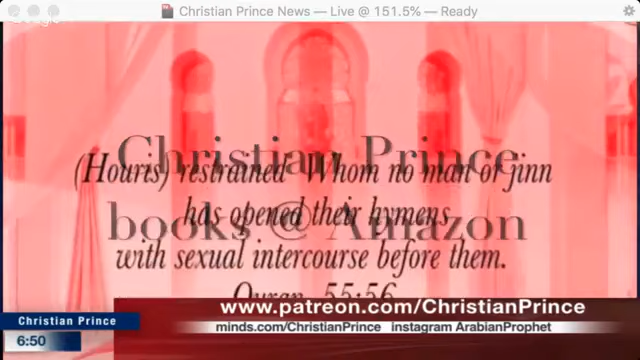 Christian Prince News — Live @ 151.5% — Ready
Google
Christian Prince
(Houris) restrained Whom no man or jinn
has opened their hymens
books @ Amazon
with sexual intercourse before them.
Quran 55:56
www.patreon.com/ChristianPrince
Christian Prince
minds.com/ChristianPrince instagram ArabianProphet
6:50